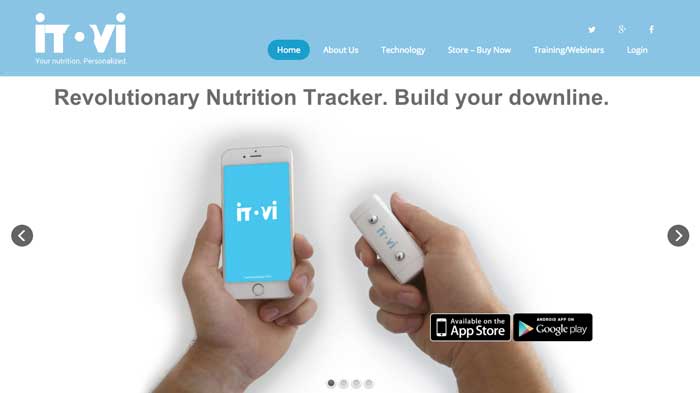 iT•Vi
Your nutrition. Personalized.
Home
About Us
Technology
Store – Buy Now
Training/Webinars
Login
Revolutionary Nutrition Tracker. Build your downline.
iT•Vi
iT•Vi
Available on the
App Store
ANDROID APP ON
Google play